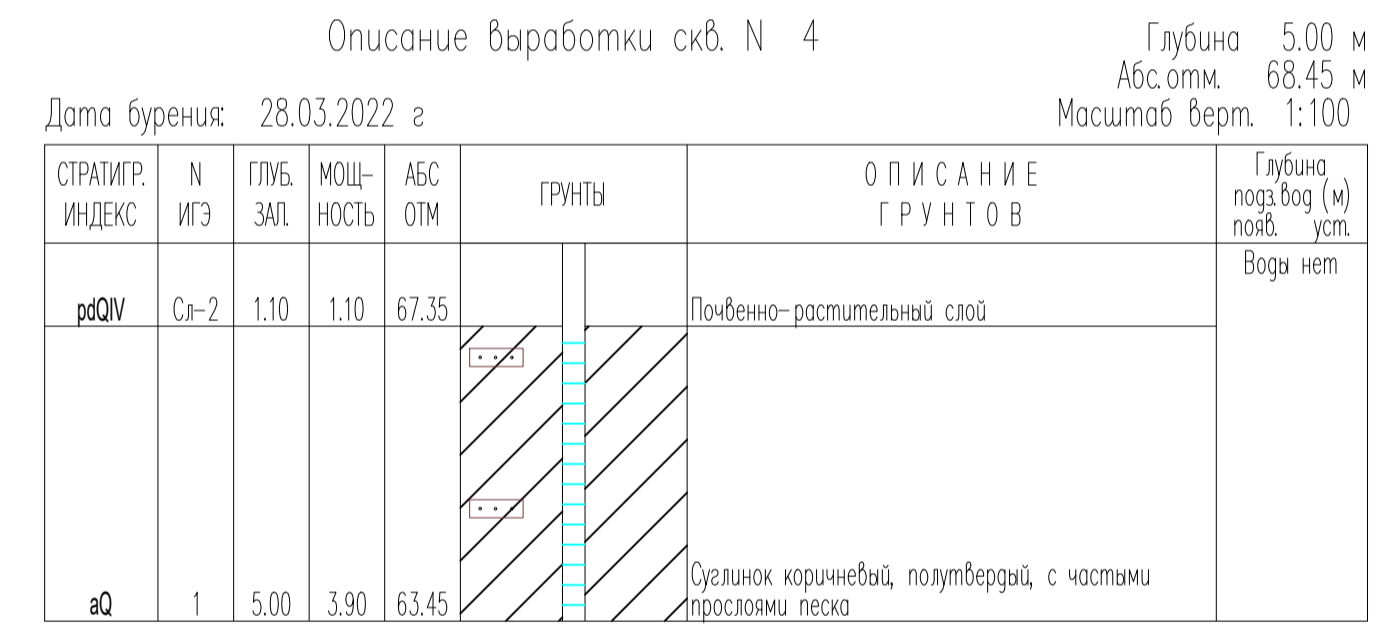 Описание выработки скв. N 4
Глубина 5.00 м
Абс.отм. 68.45 м
Дата бурения: 28.03.2022 г
Масштаб верт. 1:100
СТРАТИГР. ИНДЕКС
N ИГЭ
ГЛУБ. ЗАП.
МОЩ- НОСТЬ
АБС ОТМ
ГРУНТЫ
О П И С А Н И Е
Г Р У Н Т О В
Глубина
подз.вод (м)
появ. уст.
Воды нет
pdQIV Сл-2 1.10 1.10 67.35 Почвенно-растительный слой
Суглинок коричневый, полутвердый, с частыми
aQ 1 5.00 3.90 63.45 прослоями песка